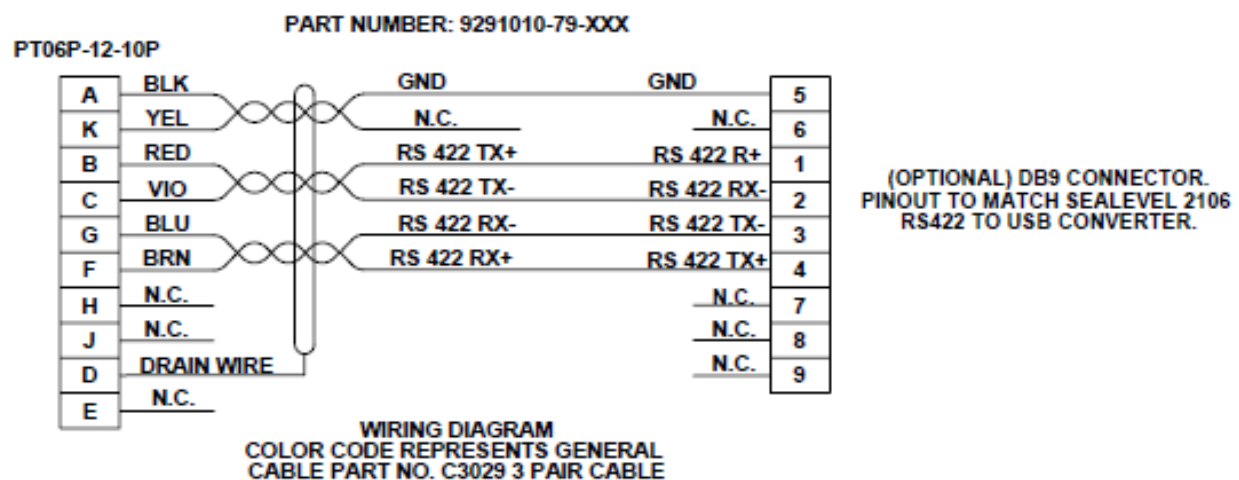 PART NUMBER: 9291010-79-XXX
PT06P-12-10P
A BLK GND GND 5
K YEL N.C. N.C. 6
B RED RS 422 TX+ RS 422 R+ 1
C VIO RS 422 TX- RS 422 RX- 2
G BLU RS 422 RX- RS 422 TX- 3
F BRN RS 422 RX+ RS 422 TX+ 4
H N.C. N.C. 7
J N.C. N.C. 8
D DRAIN WIRE N.C. 9
E N.C.
(OPTIONAL) DB9 CONNECTOR.
PINOUT TO MATCH SEALEVEL 2106
RS422 TO USB CONVERTER.
WIRING DIAGRAM
COLOR CODE REPRESENTS GENERAL
CABLE PART NO. C3029 3 PAIR CABLE